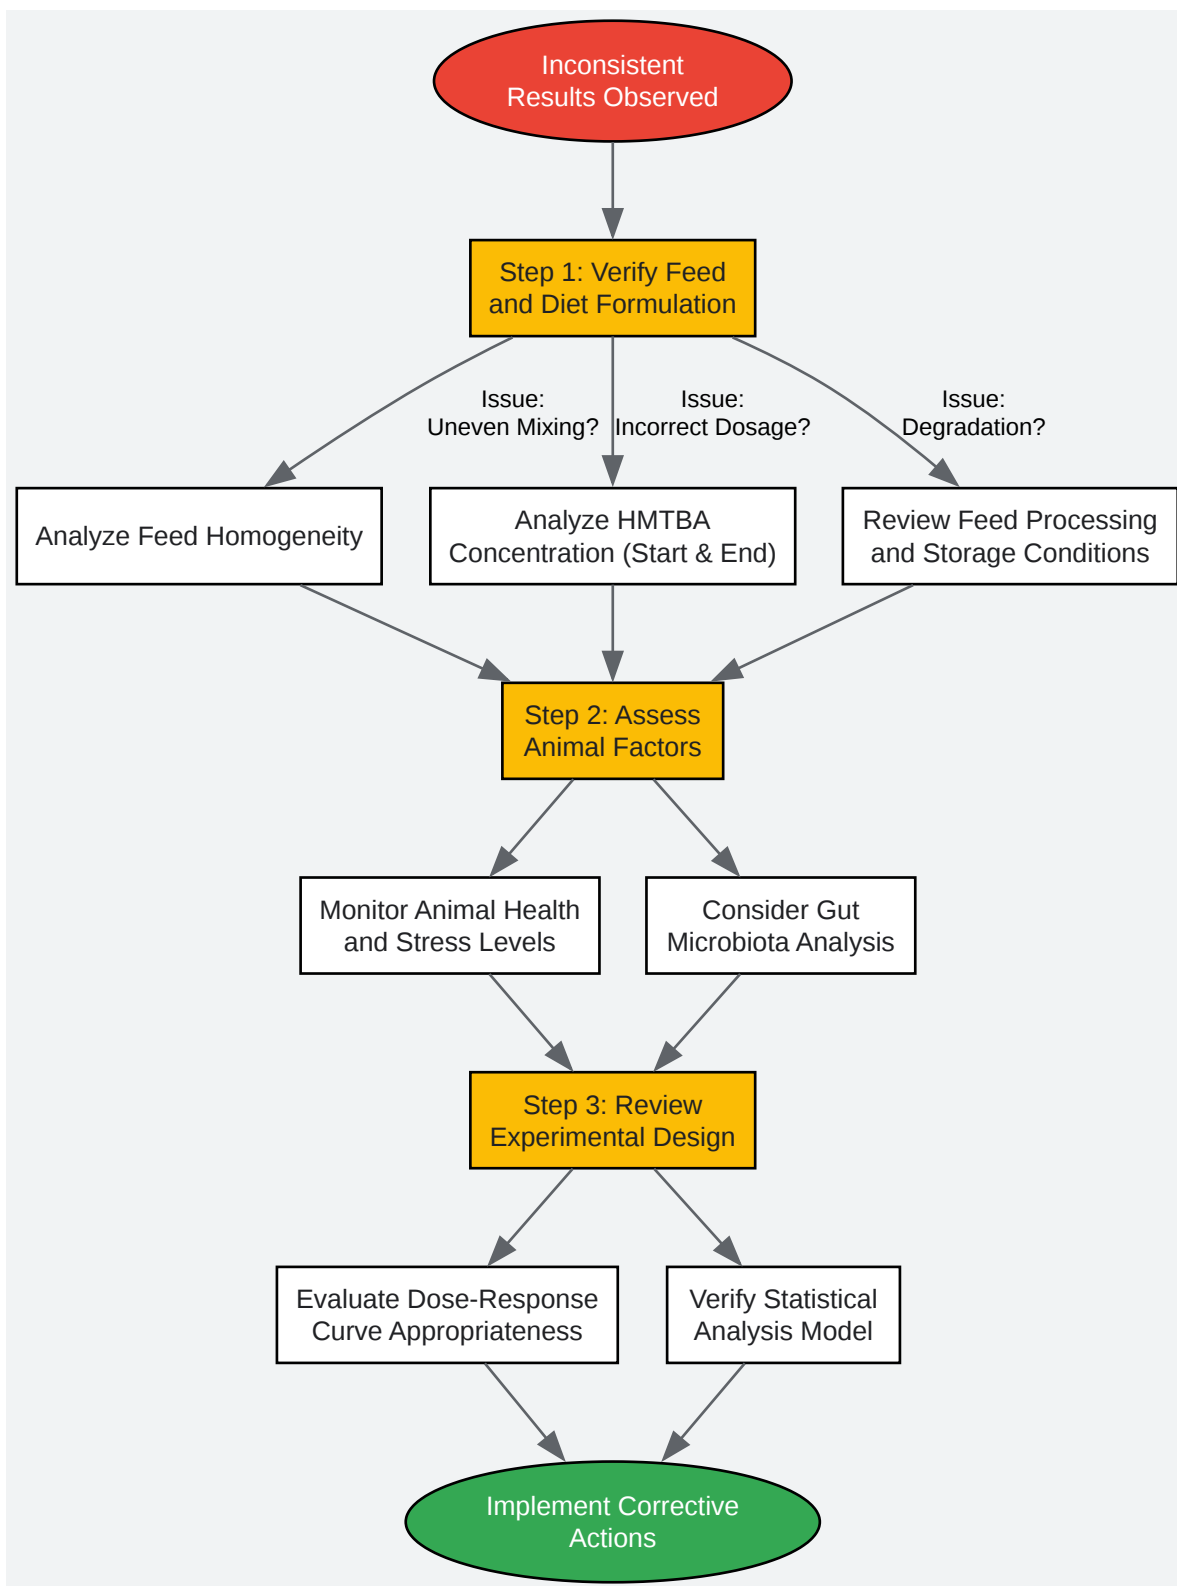 Inconsistent
Results Observed
Step 1: Verify Feed
and Diet Formulation
Issue:
Uneven Mixing?
Issue:
Incorrect Dosage?
Issue:
Degradation?
Analyze Feed Homogeneity
Analyze HMTBA
Concentration (Start & End)
Review Feed Processing
and Storage Conditions
Step 2: Assess
Animal Factors
Monitor Animal Health
and Stress Levels
Consider Gut
Microbiota Analysis
Step 3: Review
Experimental Design
Evaluate Dose-Response
Curve Appropriateness
Verify Statistical
Analysis Model
Implement Corrective
Actions